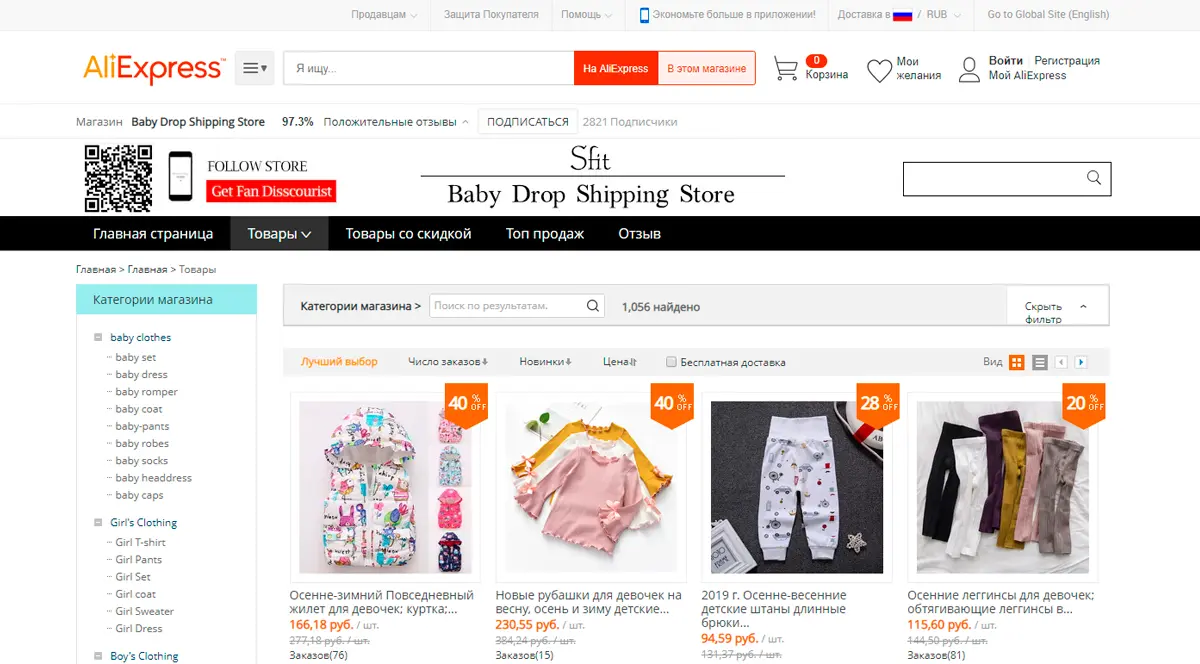 Продавцам
Защита Покупателя
Помощь
Экономьте больше в приложении!
Доставка в / RUB
Go to Global Site (English)
AliExpress™
Я ищу...
На AliExpress
В этом магазине
0
Корзина
Мои
желания
Войти
Регистрация
Мой AliExpress
Магазин Baby Drop Shipping Store 97.3% Положительные отзывы ПОДПИСАТЬСЯ 2821 Подписчики
FOLLOW STORE
Get Fan Disscourist
Sfit
Baby Drop Shipping Store
Главная страница
Товары
Товары со скидкой
Топ продаж
Отзыв
Главная > Главная > Товары
Категории магазина
baby clothes
baby set
baby dress
baby romper
baby coat
baby-pants
baby robes
baby socks
baby headdress
baby caps
Girl's Clothing
Girl T-shirt
Girl Pants
Girl Set
Girl coat
Girl Sweater
Girl Dress
Boy's Clothing
Категории магазина >
Поиск по результатам.
1,056 найдено
Скрыть
фильтр
Лучший выбор
Число заказов
Новинки
Цена
Бесплатная доставка
Вид
40 % OFF
Осенне-зимний Повседневный
жилет для девочек; куртка;...
166,18 руб. / шт.
277,18 руб. / шт.
Заказов(76)
40 % OFF
Новые рубашки для девочек на
весну, осень и зиму детские...
230,55 руб. / шт.
384,24 руб. / шт.
Заказов(15)
28 % OFF
2019 г. Осенне-весенние
детские штаны длинные
брюки...
94,59 руб. / шт.
131,37 руб. / шт.
20 % OFF
Осенние леггинсы для девочек;
обтягивающие леггинсы в...
115,60 руб. / шт.
144,50 руб. / шт.
Заказов(81)